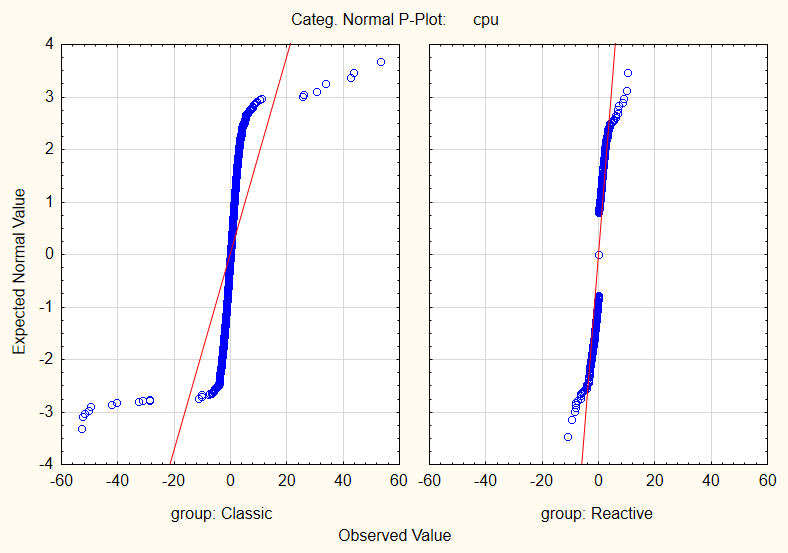 Categ. Normal P-Plot: cpu
Expected Normal Value
4
3
2
1
0
-1
-2
-3
-4
-60 -40 -20 0 20 40 60 -60 -40 -20 0 20 40 60
group: Classic group: Reactive
Observed Value